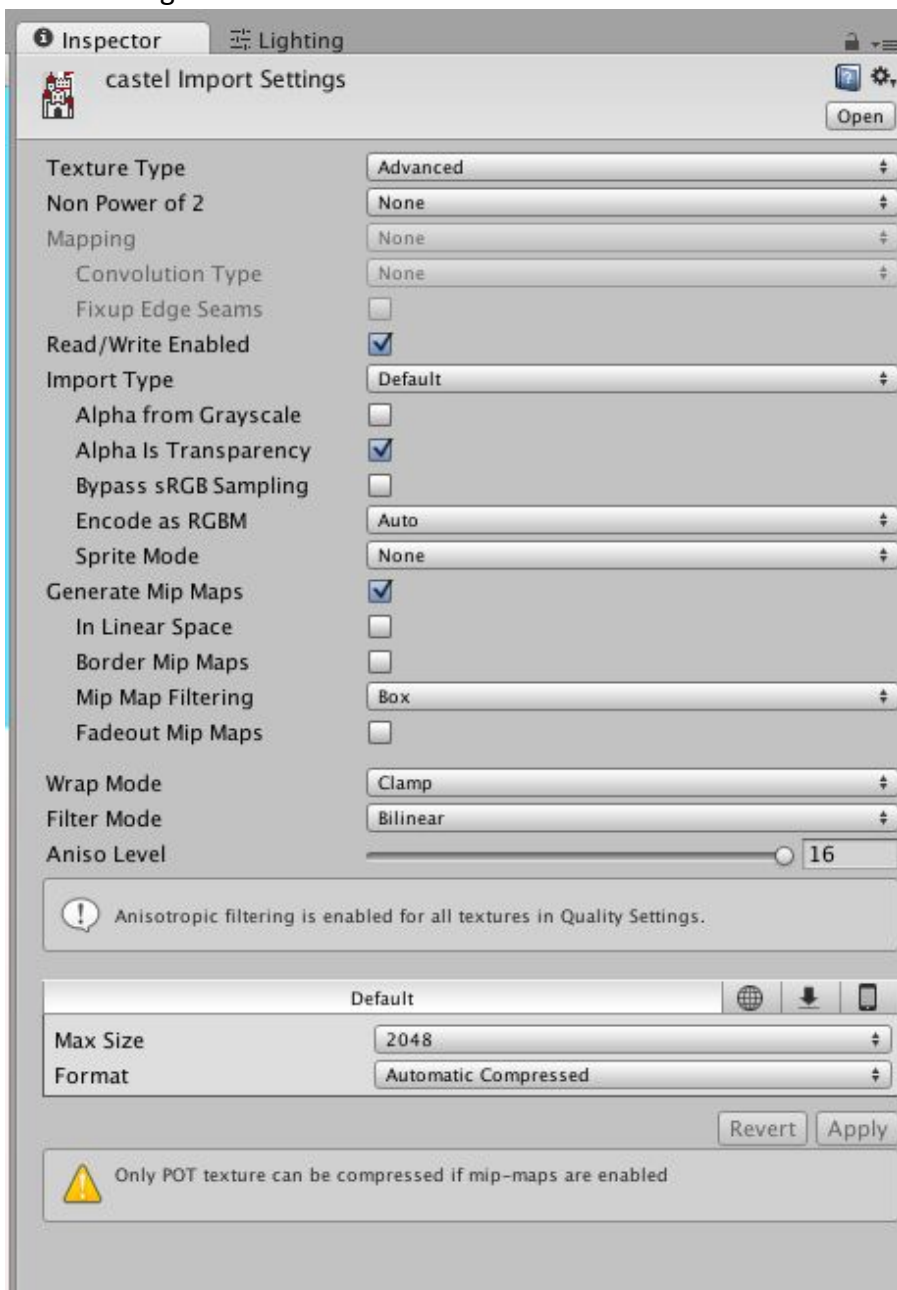 Inspector Lighting
castel Import Settings
Open
Texture Type Advanced
Non Power of 2 None
Mapping None
Convolution Type None
Fixup Edge Seams
Read/Write Enabled
Import Type Default
Alpha from Grayscale
Alpha Is Transparency
Bypass sRGB Sampling
Encode as RGBM Auto
Sprite Mode None
Generate Mip Maps
In Linear Space
Border Mip Maps
Mip Map Filtering Box
Fadeout Mip Maps
Wrap Mode Clamp
Filter Mode Bilinear
Aniso Level 16
Anisotropic filtering is enabled for all textures in Quality Settings.
Default
Max Size 2048
Format Automatic Compressed
Revert Apply
Only POT texture can be compressed if mip-maps are enabled